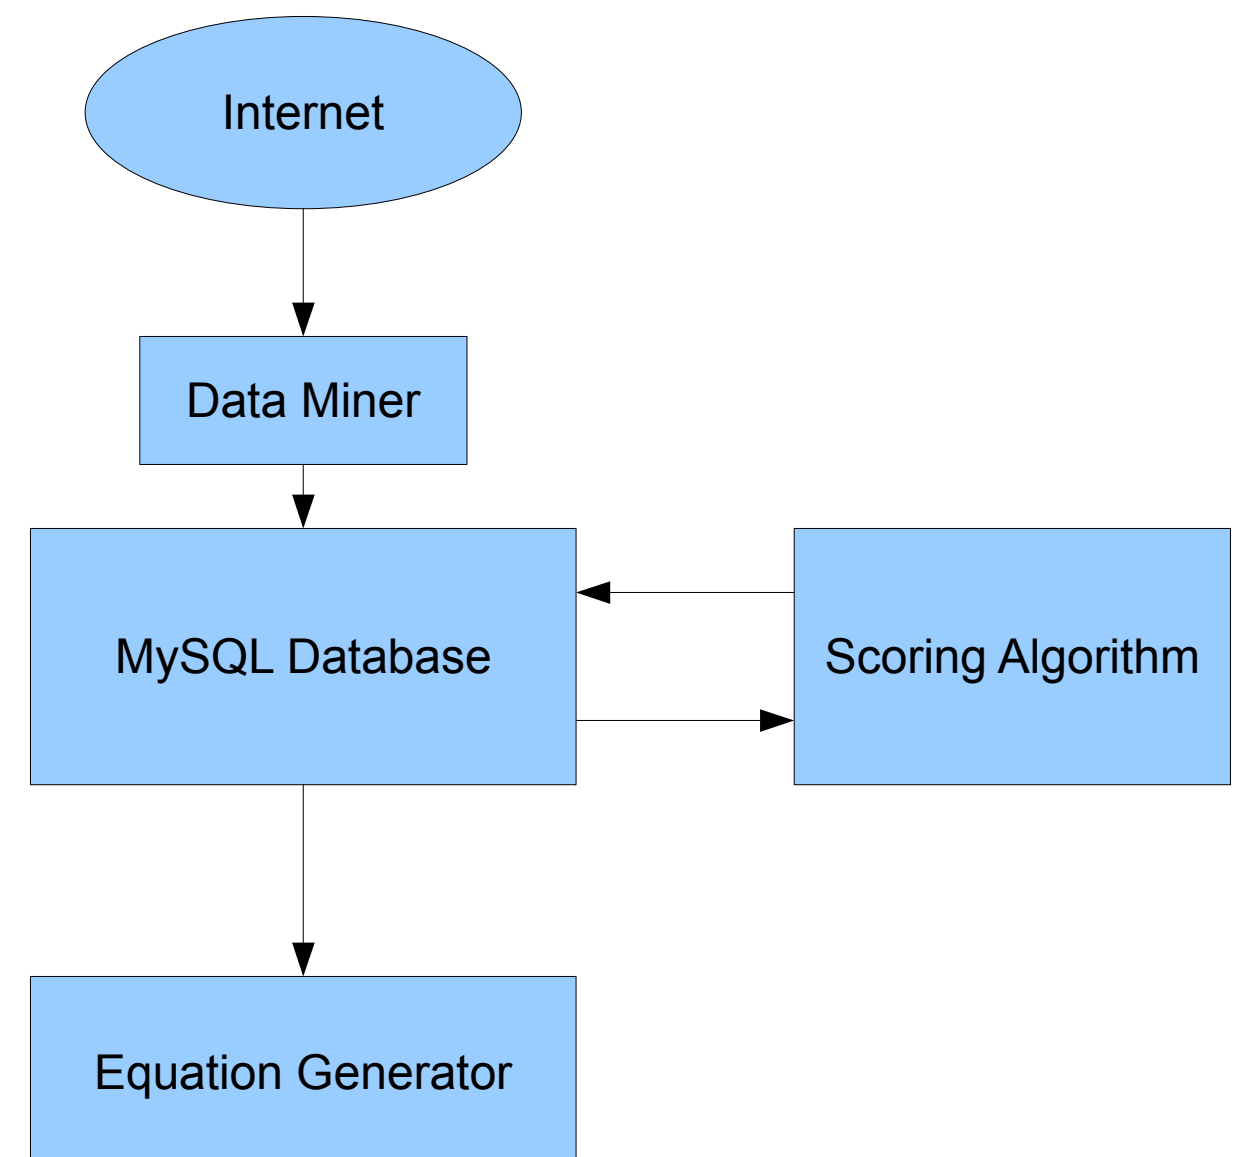 Internet
Data Miner
MySQL Database
Scoring Algorithm
Equation Generator